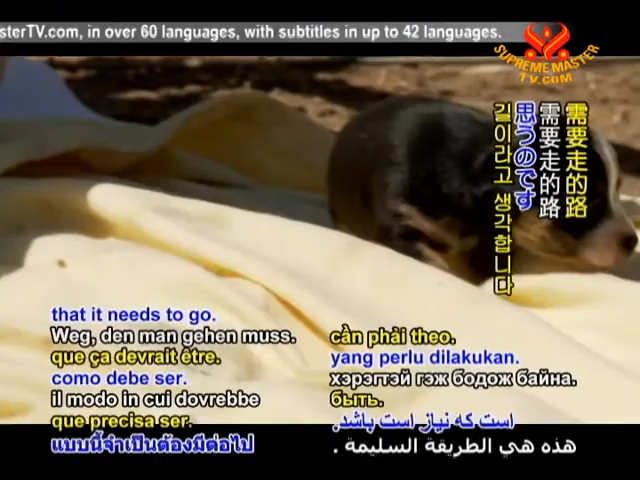 sterTV.com, in over 60 languages, with subtitles in up to 42 languages.
SUPREME MASTER
TV.COM
需要走的路
需要走的路
思うのです
길이라고 생각합니다
that it needs to go.
Weg, den man gehen muss.
que ça devrait être.
como debe ser.
il modo in cui dovrebbe
que precisa ser.
แบบนี้จำเป็นต้องมีต่อไป
cần phải theo.
yang perlu dilakukan.
хэрэгтэй гэж бодож байна.
быть.
است که نیاز است باشد.
هذه هي الطريقة السليمة .